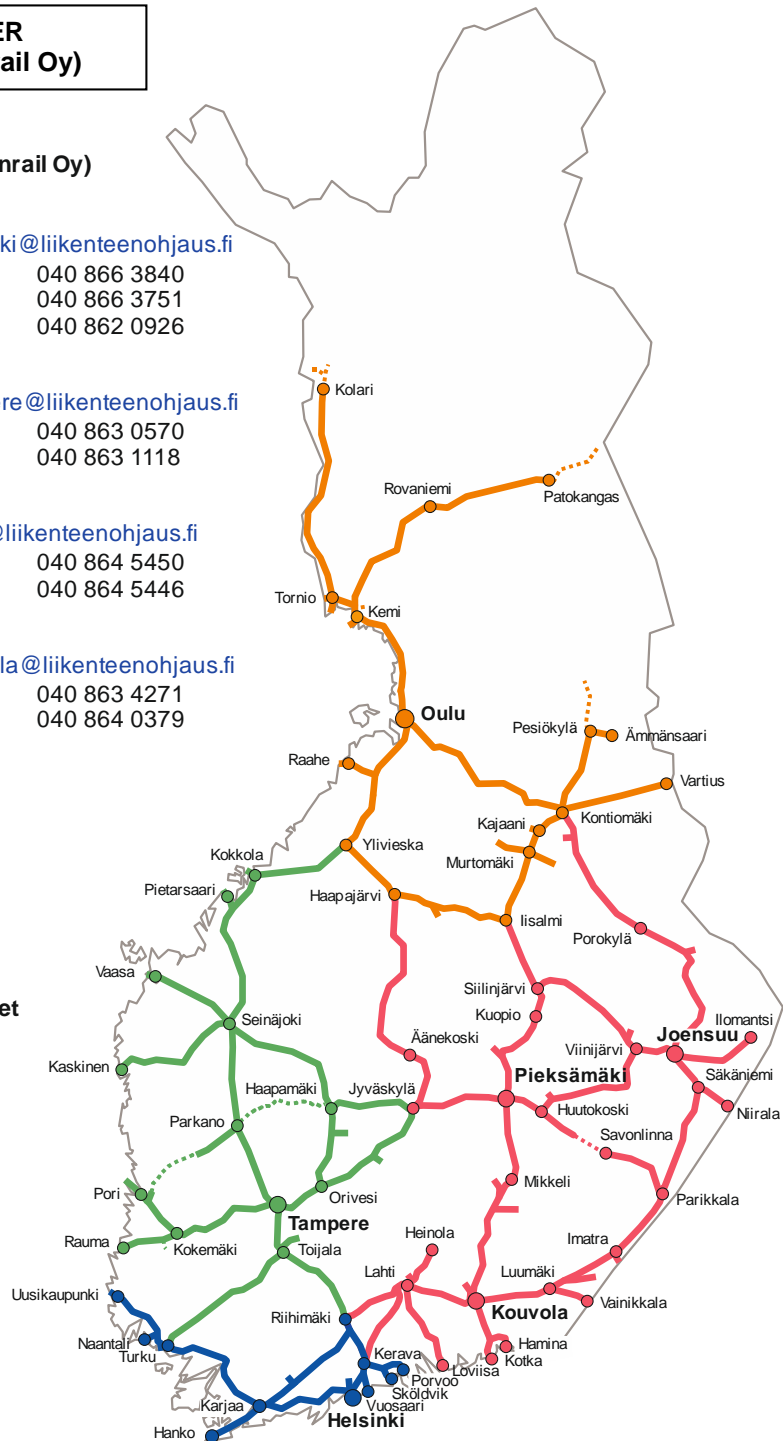 ER
ail Oy)
nrail Oy)
ki@liikenteenohjaus.fi
040 866 3840
040 866 3751
040 862 0926
re@liikenteenohjaus.fi
040 863 0570
040 863 1118
@liikenteenohjaus.fi
040 864 5450
040 864 5446
la@liikenteenohjaus.fi
040 863 4271
040 864 0379
et
Kolari
Rovaniemi
Patokangas
Tornio
Kemi
Oulu
Pesiökylä
Ämmänsaari
Raahe
Vartius
Kontiomäki
Kajaani
Ylivieska
Murtomäki
Kokkola
Pietarsaari
Haapajärvi
Iisalmi
Porokylä
Vaasa
Siilinjärvi
Kuopio
Seinäjoki
Ilomantsi
Joensuu
Viinijärvi
Äänekoski
Kaskinen
Pieksämäki
Säkäniemi
Haapamäki
Jyväskylä
Huutokoski
Niirala
Parkano
Savonlinna
Mikkeli
Pori
Orivesi
Parikkala
Tampere
Rauma
Kokemäki
Toijala
Heinola
Imatra
Lahti
Luumäki
Uusikaupunki
Vainikkala
Kouvola
Riihimäki
Naantali
Turku
Hamina
Kotka
Kerava
Loviisa
Porvoo
Sköldvik
Vuosaari
Karjaa
Helsinki
Hanko